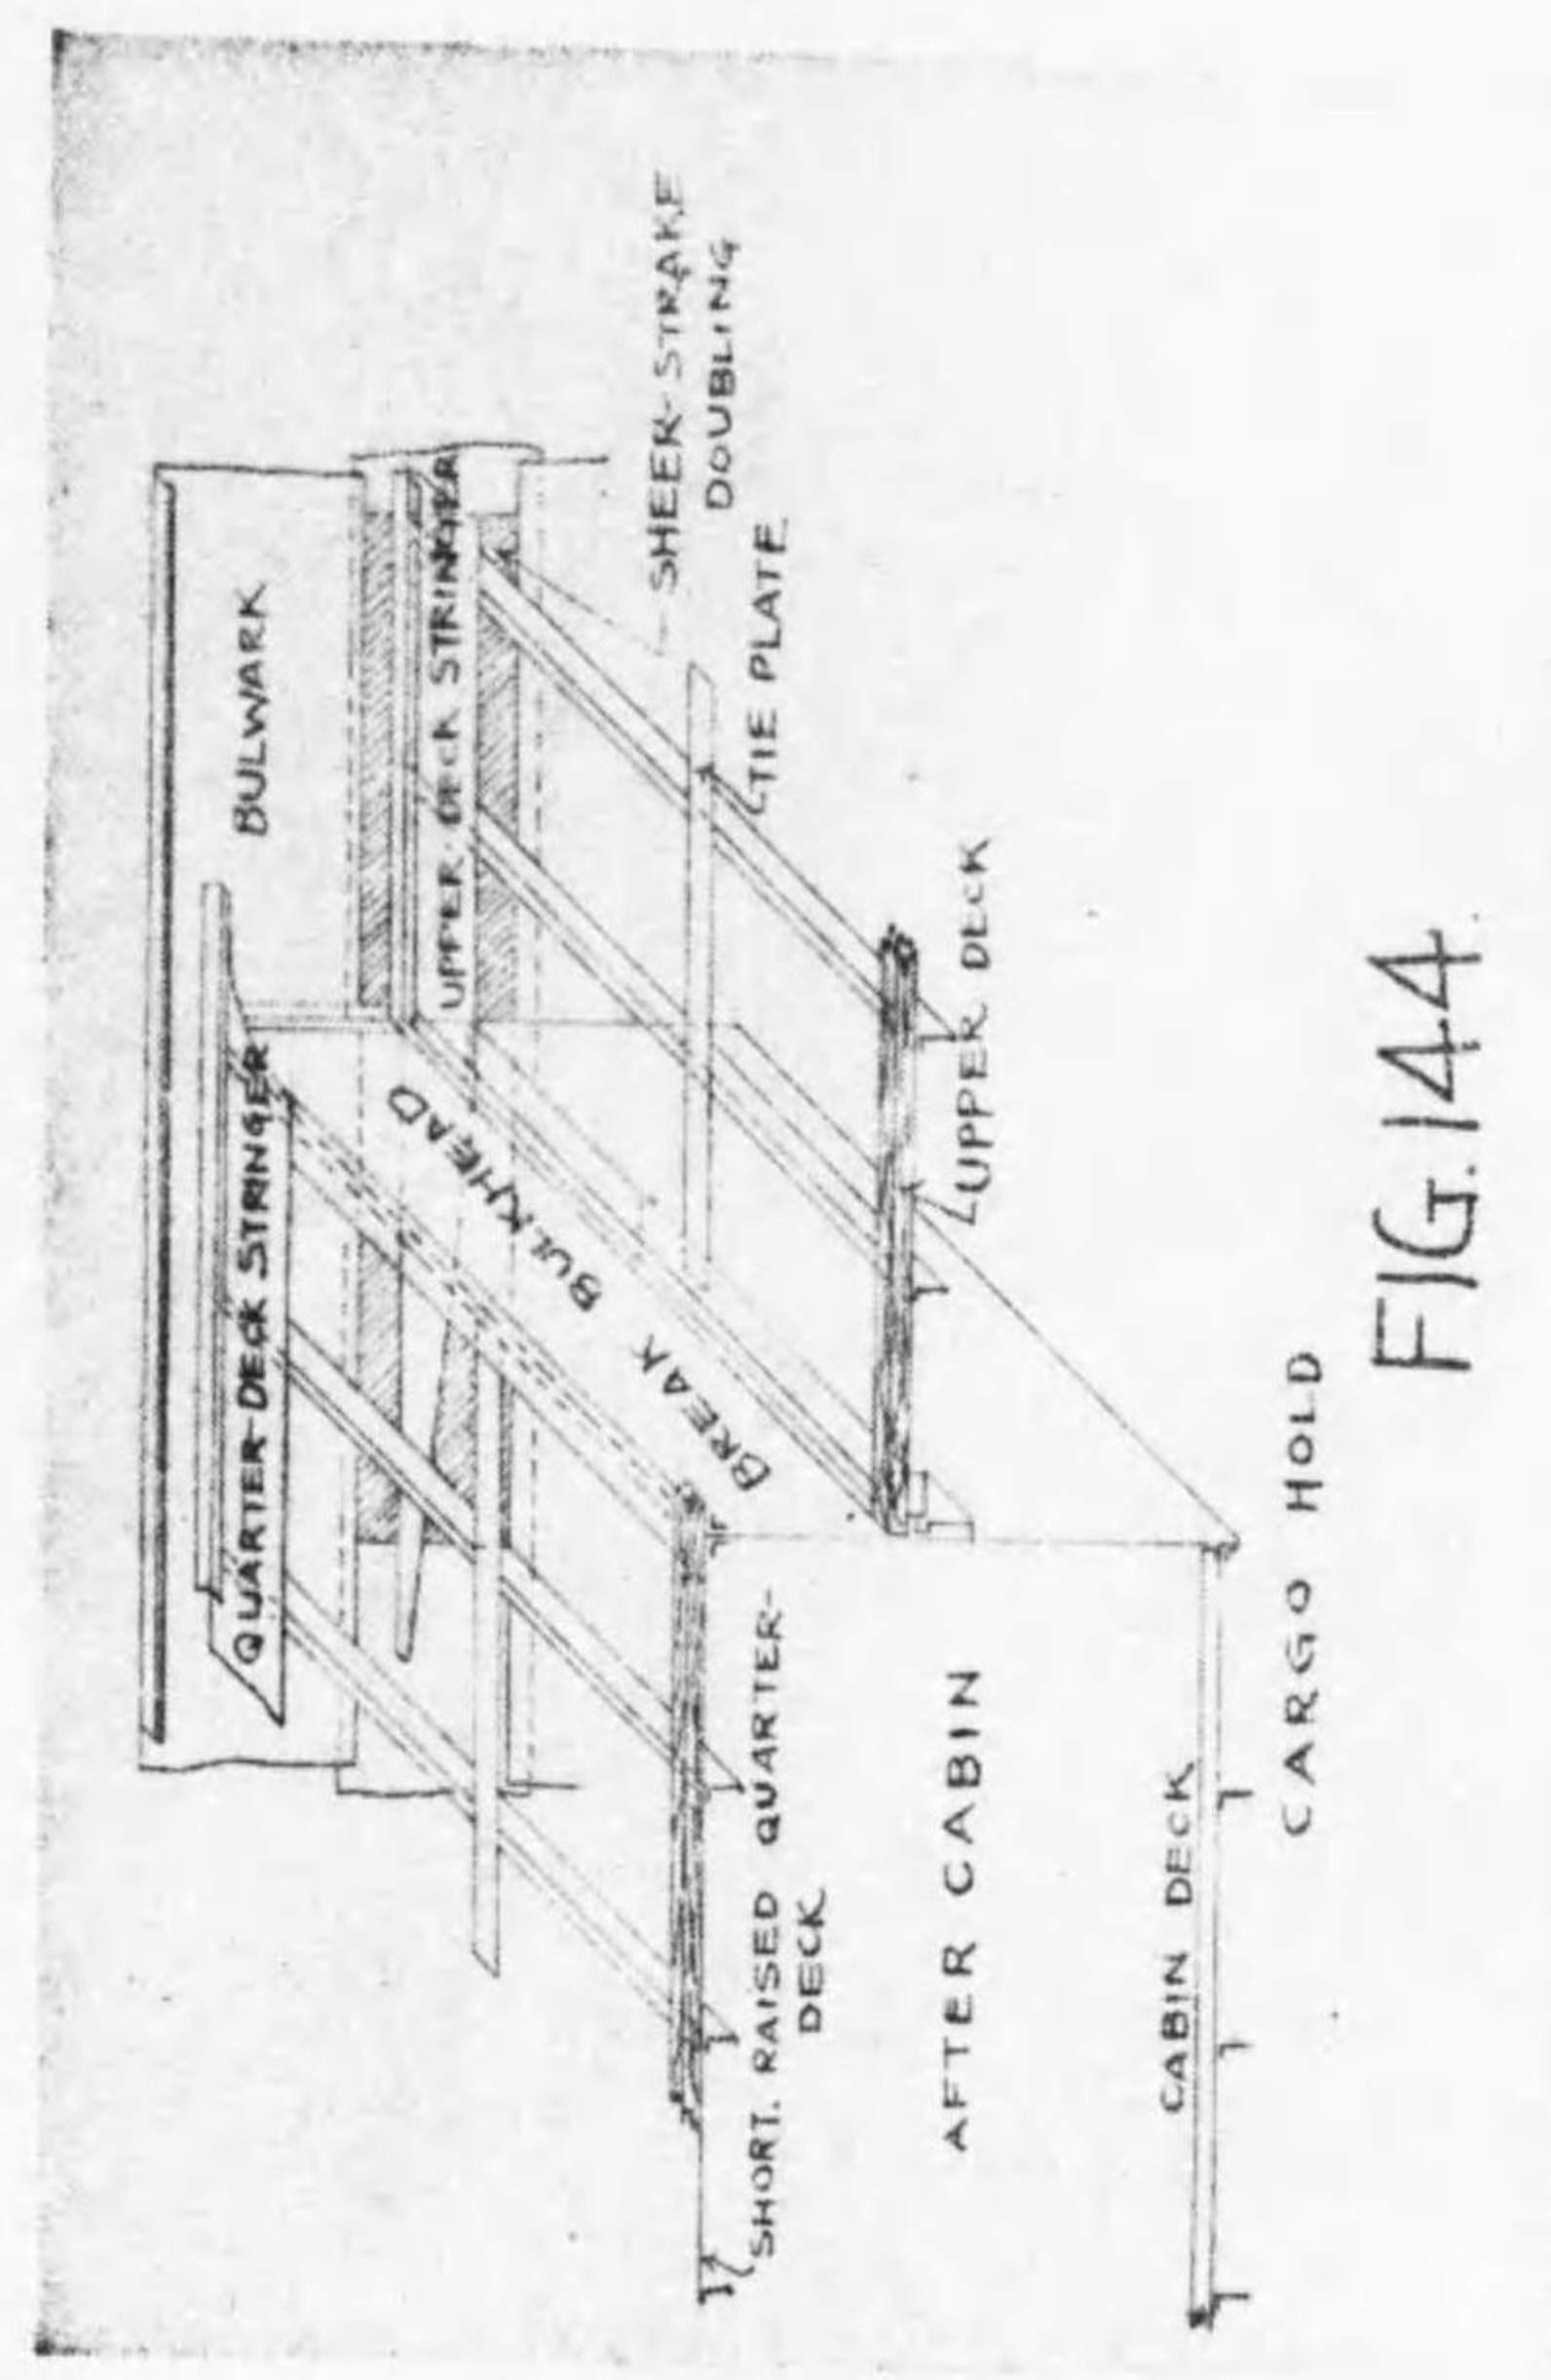 BULWARK
QUARTER-DECK STRINGER
UPPER DECK STRINGER
SHEER-STRAKE
DOUBLING
BREAK BULKHEAD
TIE PLATE
SHORT. RAISED QUARTER-
DECK
UPPER DECK
AFTER CABIN
CABIN DECK
CARGO HOLD
FIG. 144.